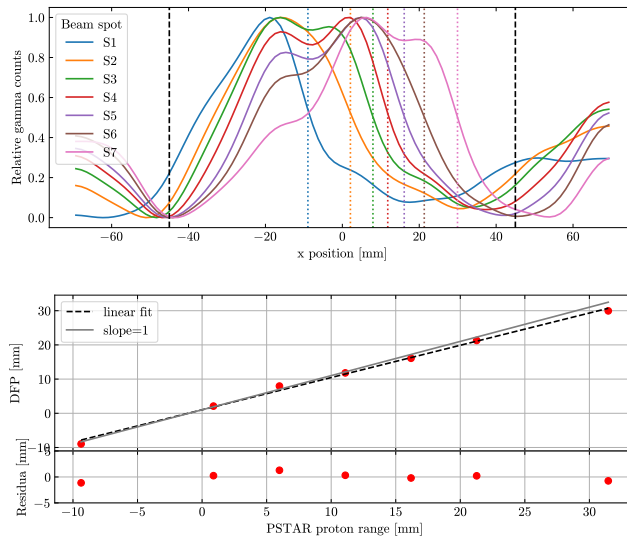 Relative gamma counts
1.0
0.8
0.6
0.4
0.2
0.0
Beam spot
S1
S2
S3
S4
S5
S6
S7
−60 −40 −20 0 20 40 60
x position [mm]
DFP [mm]
30
20
10
0
−10
linear fit
slope=1
Residua [mm]
5
0
−5
−10 −5 0 5 10 15 20 25 30
PSTAR proton range [mm]